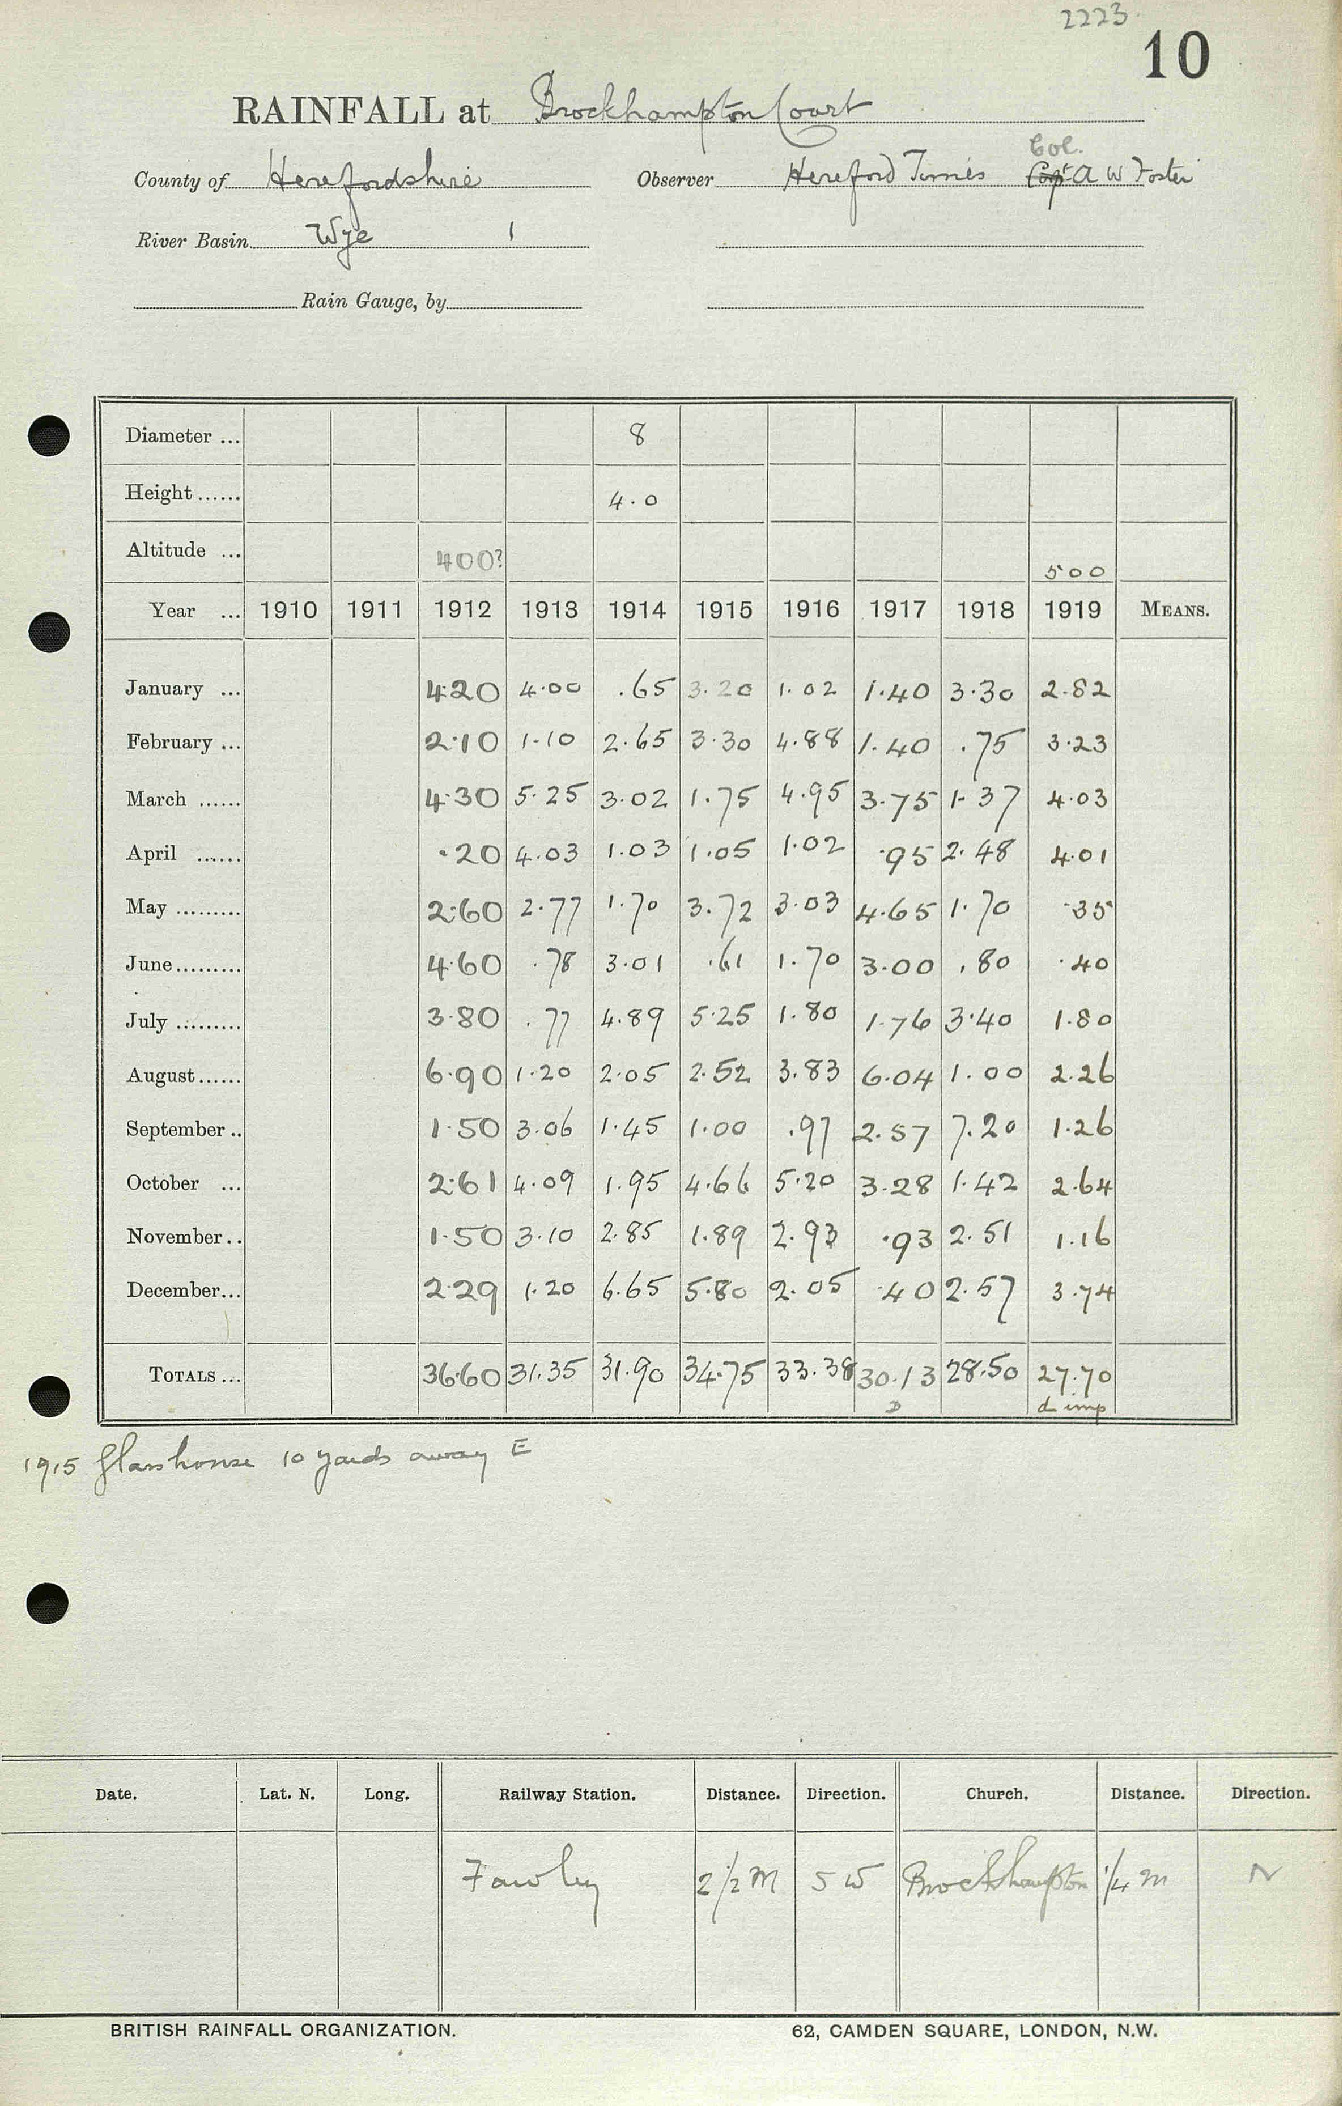 2223.
10
RAINFALL at Brockhampton Court
Col.
County of Herefordshire Observer Hereford Times Capt A W Foster
River Basin Wye 1
Rain Gauge, by
Diameter ... 8
Height ...... 4.0
Altitude ... 400? 500
Year ... 1910 1911 1912 1913 1914 1915 1916 1917 1918 1919 MEANS.
January ... 4.20 4.00 .65 3.20 1.02 1.40 3.30 2.82
February ... 2.10 1.10 2.65 3.30 4.88 1.40 .75 3.23
March ...... 4.30 5.25 3.02 1.75 4.95 3.75 1.37 4.03
April ...... .20 4.03 1.03 1.05 1.02 .95 2.48 4.01
May ......... 2.60 2.77 1.70 3.72 3.03 4.65 1.70 .35
June......... 4.60 .78 3.01 .61 1.70 3.00 .80 .40
July ......... 3.80 .77 4.89 5.25 1.80 1.76 3.40 1.80
August...... 6.90 1.20 2.05 2.52 3.83 6.04 1.00 2.26
September .. 1.50 3.06 1.45 1.00 .97 2.57 7.20 1.26
October ... 2.61 4.09 1.95 4.66 5.20 3.28 1.42 2.64
November.. 1.50 3.10 2.85 1.89 2.93 .93 2.51 1.16
December... 2.29 1.20 6.65 5.80 2.05 .40 2.57 3.74
TOTALS ... 36.60 31.35 31.90 34.75 33.38 30.13 28.50 27.70
D d imp
1915 Glasshouse 10 yards away E
Date. Lat. N. Long. Railway Station. Distance. Direction. Church. Distance. Direction.
Fawley 2 1/2 M SW Brockhampton 1/4 m N
BRITISH RAINFALL ORGANIZATION. 62, CAMDEN SQUARE, LONDON, N.W.